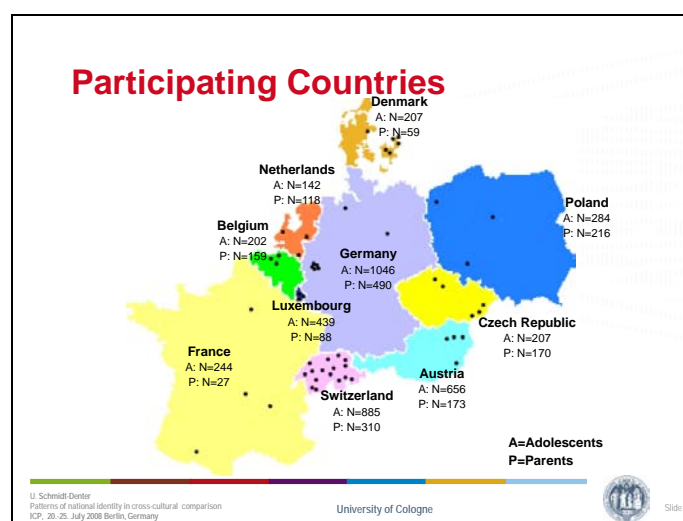 Participating Countries
Denmark
A: N=207
P: N=59
Netherlands
A: N=142
P: N=118
Poland
A: N=284
P: N=216
Belgium
A: N=202
P: N=159
Germany
A: N=1046
P: N=490
Luxembourg
A: N=439
P: N=88
Czech Republic
A: N=207
P: N=170
France
A: N=244
P: N=27
Austria
A: N=656
P: N=173
Switzerland
A: N=885
P: N=310
A=Adolescents
P=Parents
U. Schmidt-Denter
Patterns of national identity in cross-cultural comparison
ICP, 20.-25. July 2008 Berlin, Germany
University of Cologne
Slide